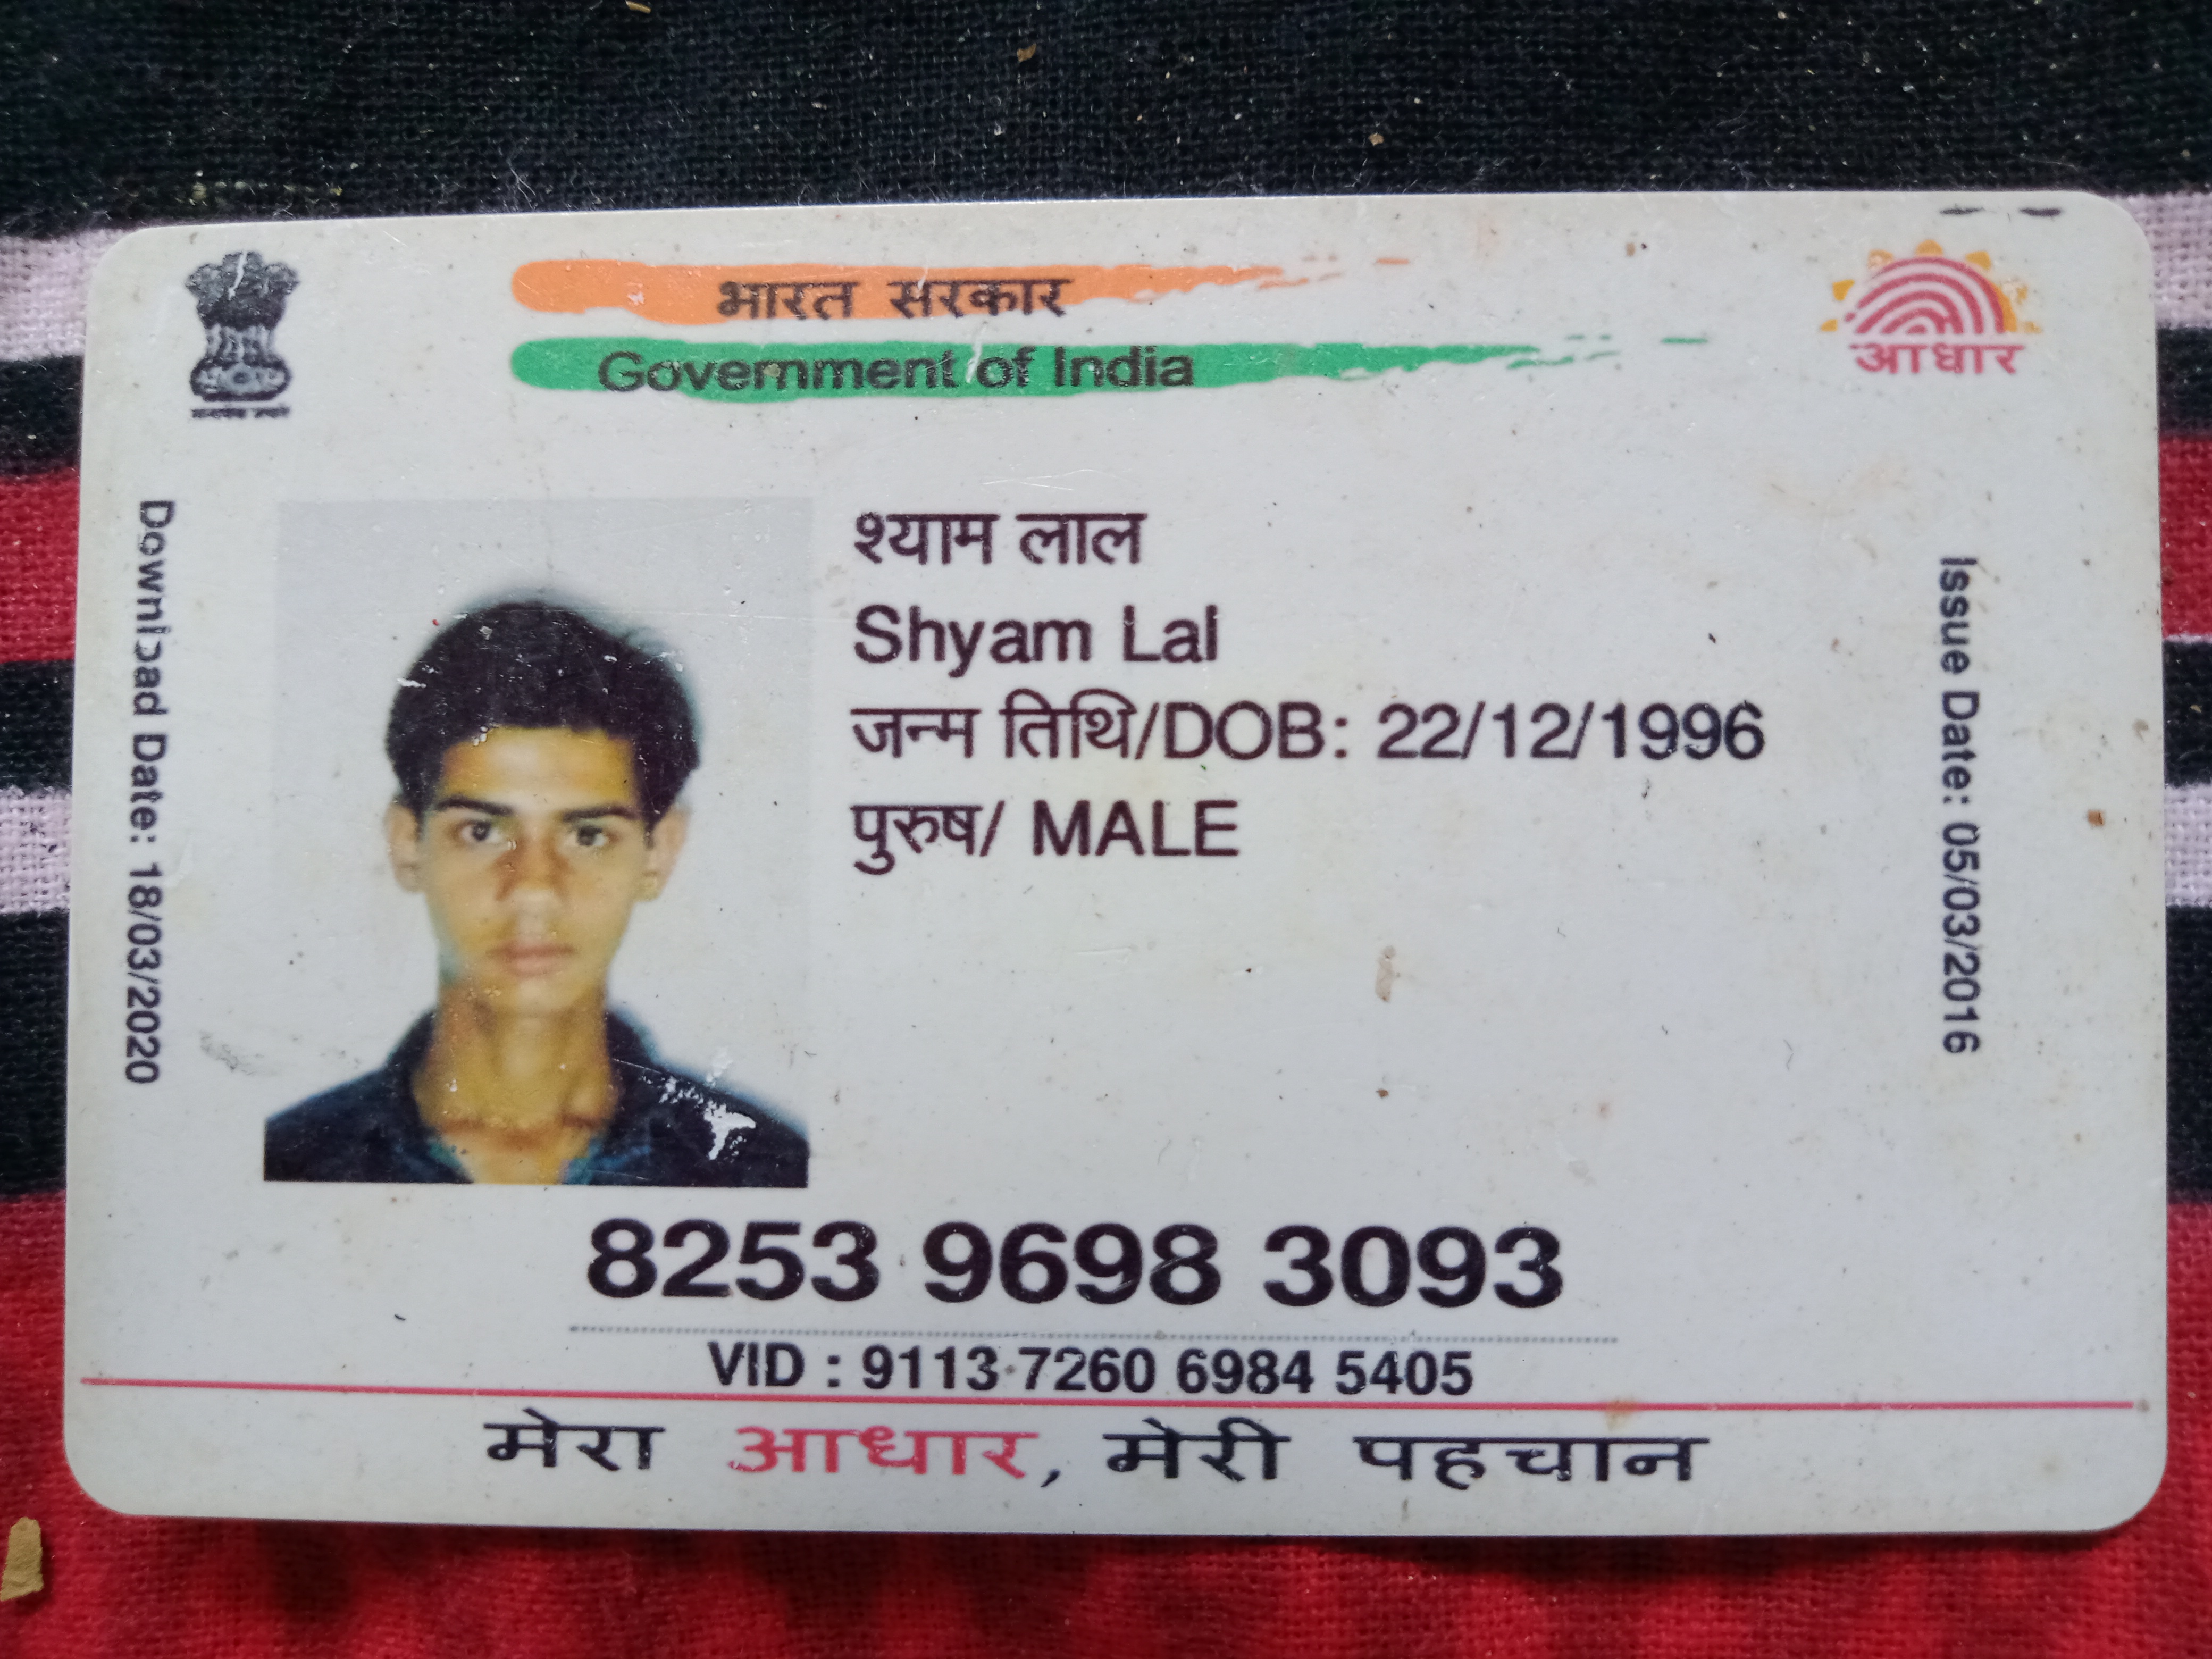 भारत सरकार
Government of India
आधार
Download Date: 18/03/2020
श्याम लाल
Shyam Lal
जन्म तिथि/DOB: 22/12/1996
पुरुष/ MALE
Issue Date: 05/03/2016
8253 9698 3093
VID : 9113 7260 6984 5405
मेरा आधार, मेरी पहचान